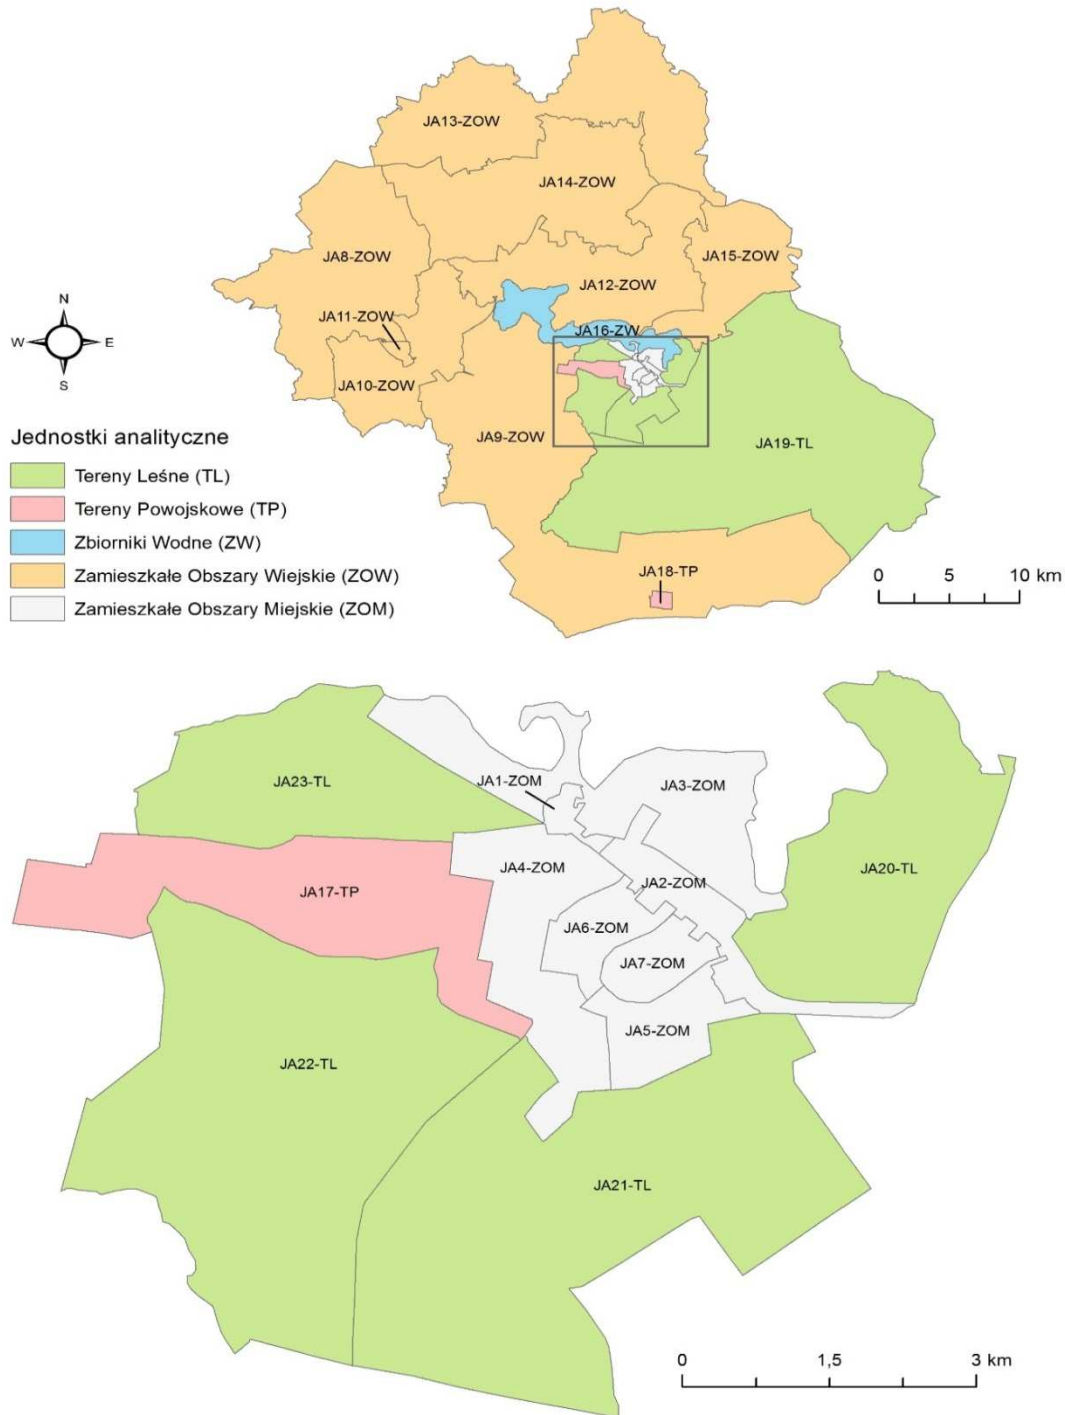 JA13-ZOW
JA14-ZOW
JA8-ZOW
JA15-ZOW
JA12-ZOW
JA11-ZOW
JA16-ZW
JA10-ZOW
JA9-ZOW
JA19-TL
JA18-TP
N
W
E
S
Jednostki analityczne
Tereny Leśne (TL)
Tereny Powojskowe (TP)
Zbiorniki Wodne (ZW)
Zamieszkałe Obszary Wiejskie (ZOW)
Zamieszkałe Obszary Miejskie (ZOM)
0 5 10 km
JA23-TL
JA1-ZOM
JA3-ZOM
JA4-ZOM
JA20-TL
JA17-TP
JA2-ZOM
JA6-ZOM
JA7-ZOM
JA5-ZOM
JA22-TL
JA21-TL
0 1,5 3 km